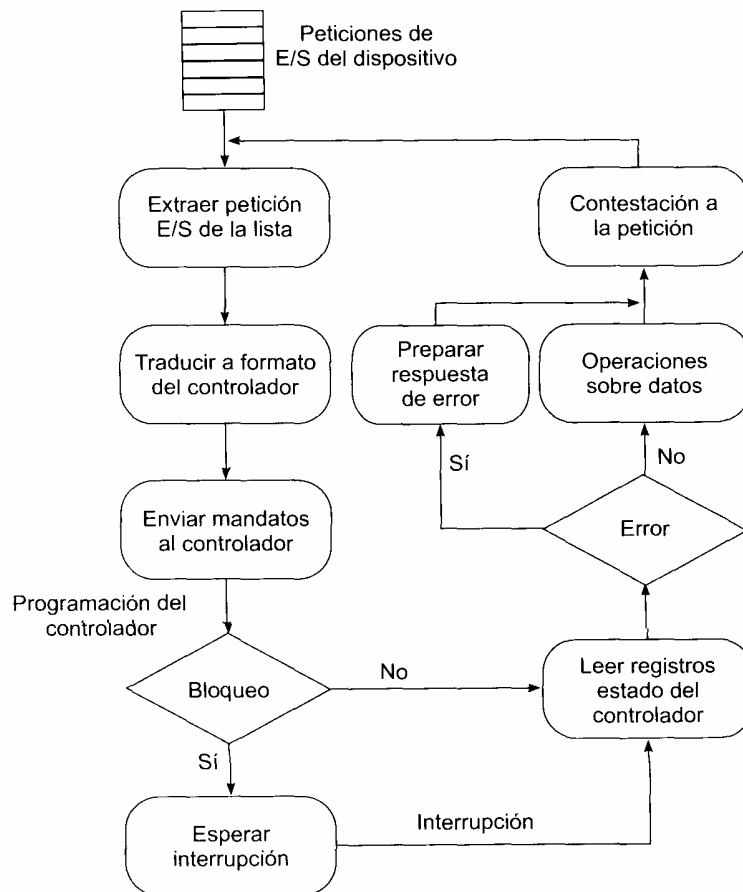 Peticiones de
E/S del dispositivo
Extraer petición
E/S de la lista
Contestación a
la petición
Traducir a formato
del controlador
Preparar
respuesta
de error
Operaciones
sobre datos
Sí
No
Enviar mandatos
al controlador
Error
Programación del
controlador
Bloqueo
No
Leer registros
estado del
controlador
Sí
Esperar
interrupción
Interrupción